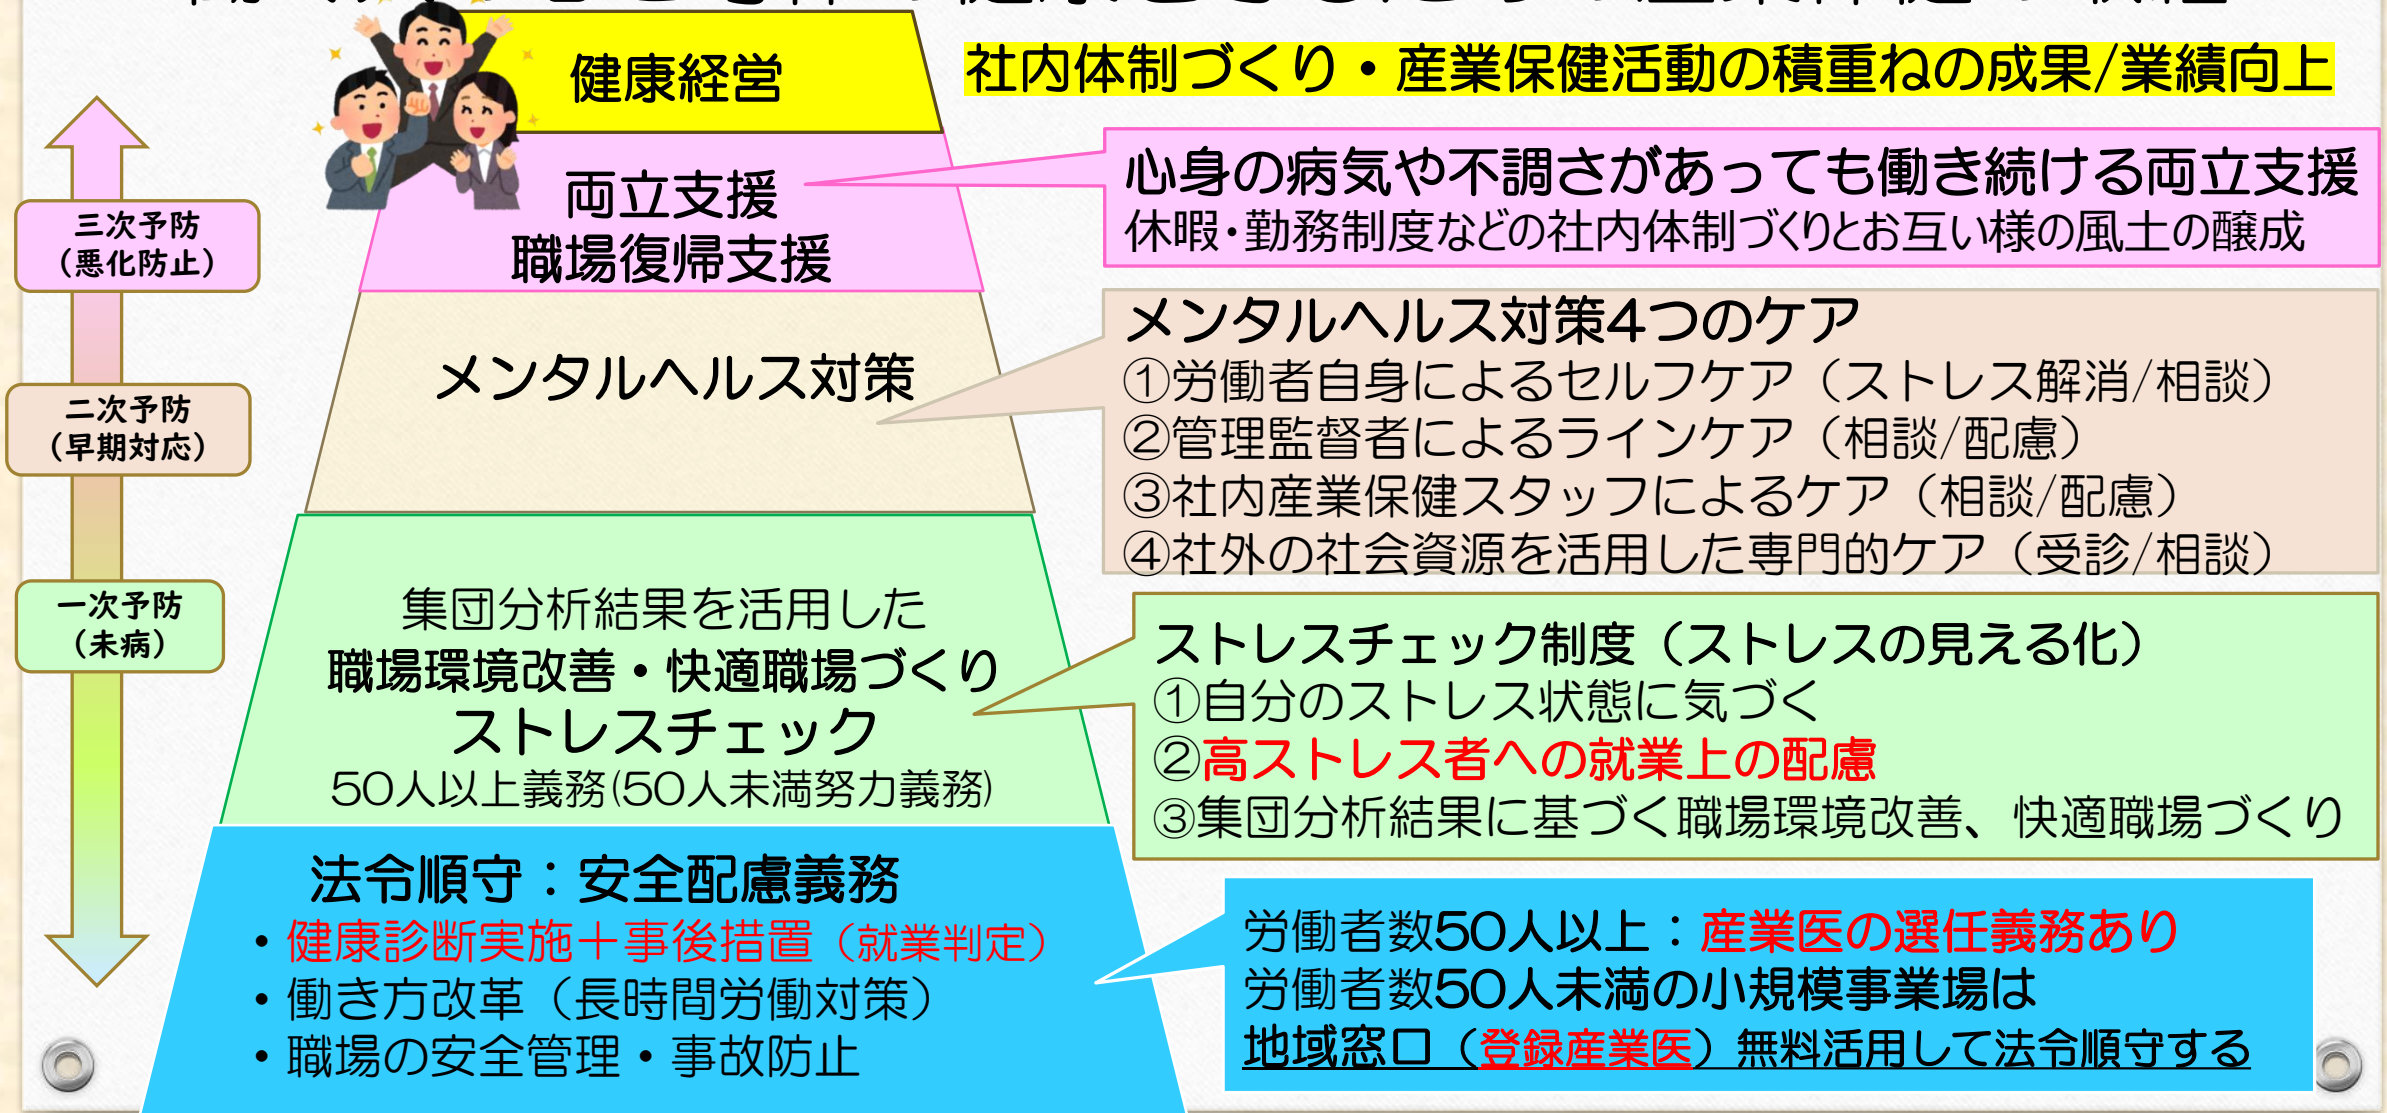 健康経営
社内体制づくり・産業保健活動の積重ねの成果/業績向上
両立支援
職場復帰支援
心身の病気や不調さがあっても働き続ける両立支援
休暇・勤務制度などの社内体制づくりとお互い様の風土の醸成
三次予防
(悪化防止)
メンタルヘルス対策
メンタルヘルス対策4つのケア
①労働者自身によるセルフケア（ストレス解消/相談）
②管理監督者によるラインケア（相談/配慮）
③社内産業保健スタッフによるケア（相談/配慮）
④社外の社会資源を活用した専門的ケア（受診/相談）
二次予防
(早期対応)
一次予防
(未病)
集団分析結果を活用した
職場環境改善・快適職場づくり
ストレスチェック
50人以上義務(50人未満努力義務)
ストレスチェック制度（ストレスの見える化）
①自分のストレス状態に気づく
②高ストレス者への就業上の配慮
③集団分析結果に基づく職場環境改善、快適職場づくり
法令順守：安全配慮義務
・健康診断実施＋事後措置（就業判定）
・働き方改革（長時間労働対策）
・職場の安全管理・事故防止
労働者数50人以上：産業医の選任義務あり
労働者数50人未満の小規模事業場は
地域窓口（登録産業医）無料活用して法令順守する